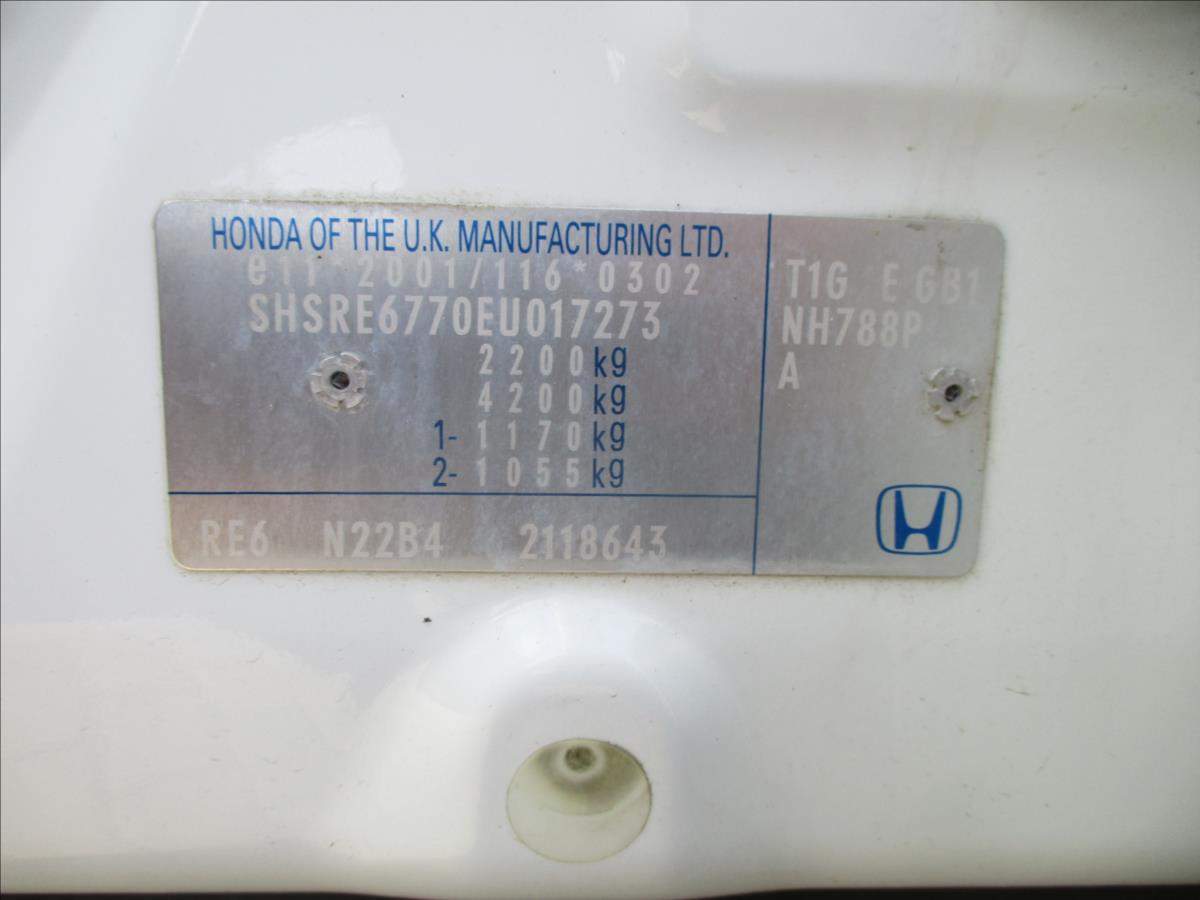 HONDA OF THE U.K. MANUFACTURING LTD.
e11*2001/116*0302
SHSRE6770EU017273
2200kg
4200kg
1- 1170kg
2- 1055kg
RE6 N22B4 2118643
T1G E GB1
NH788P
A